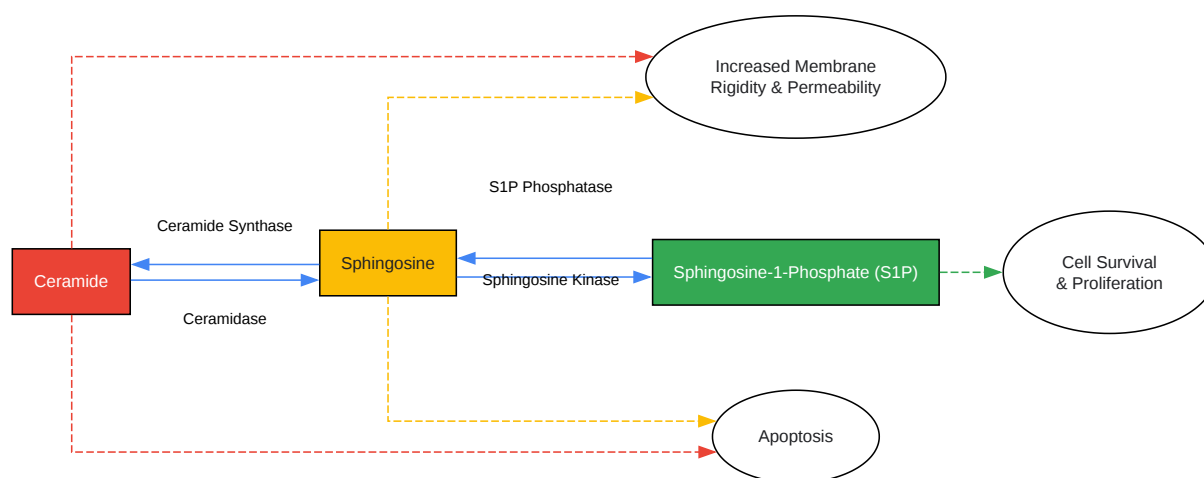 Increased Membrane
Rigidity & Permeability
S1P Phosphatase
Ceramide Synthase
Ceramide
Sphingosine
Sphingosine Kinase
Sphingosine-1-Phosphate (S1P)
Cell Survival
& Proliferation
Ceramidase
Apoptosis